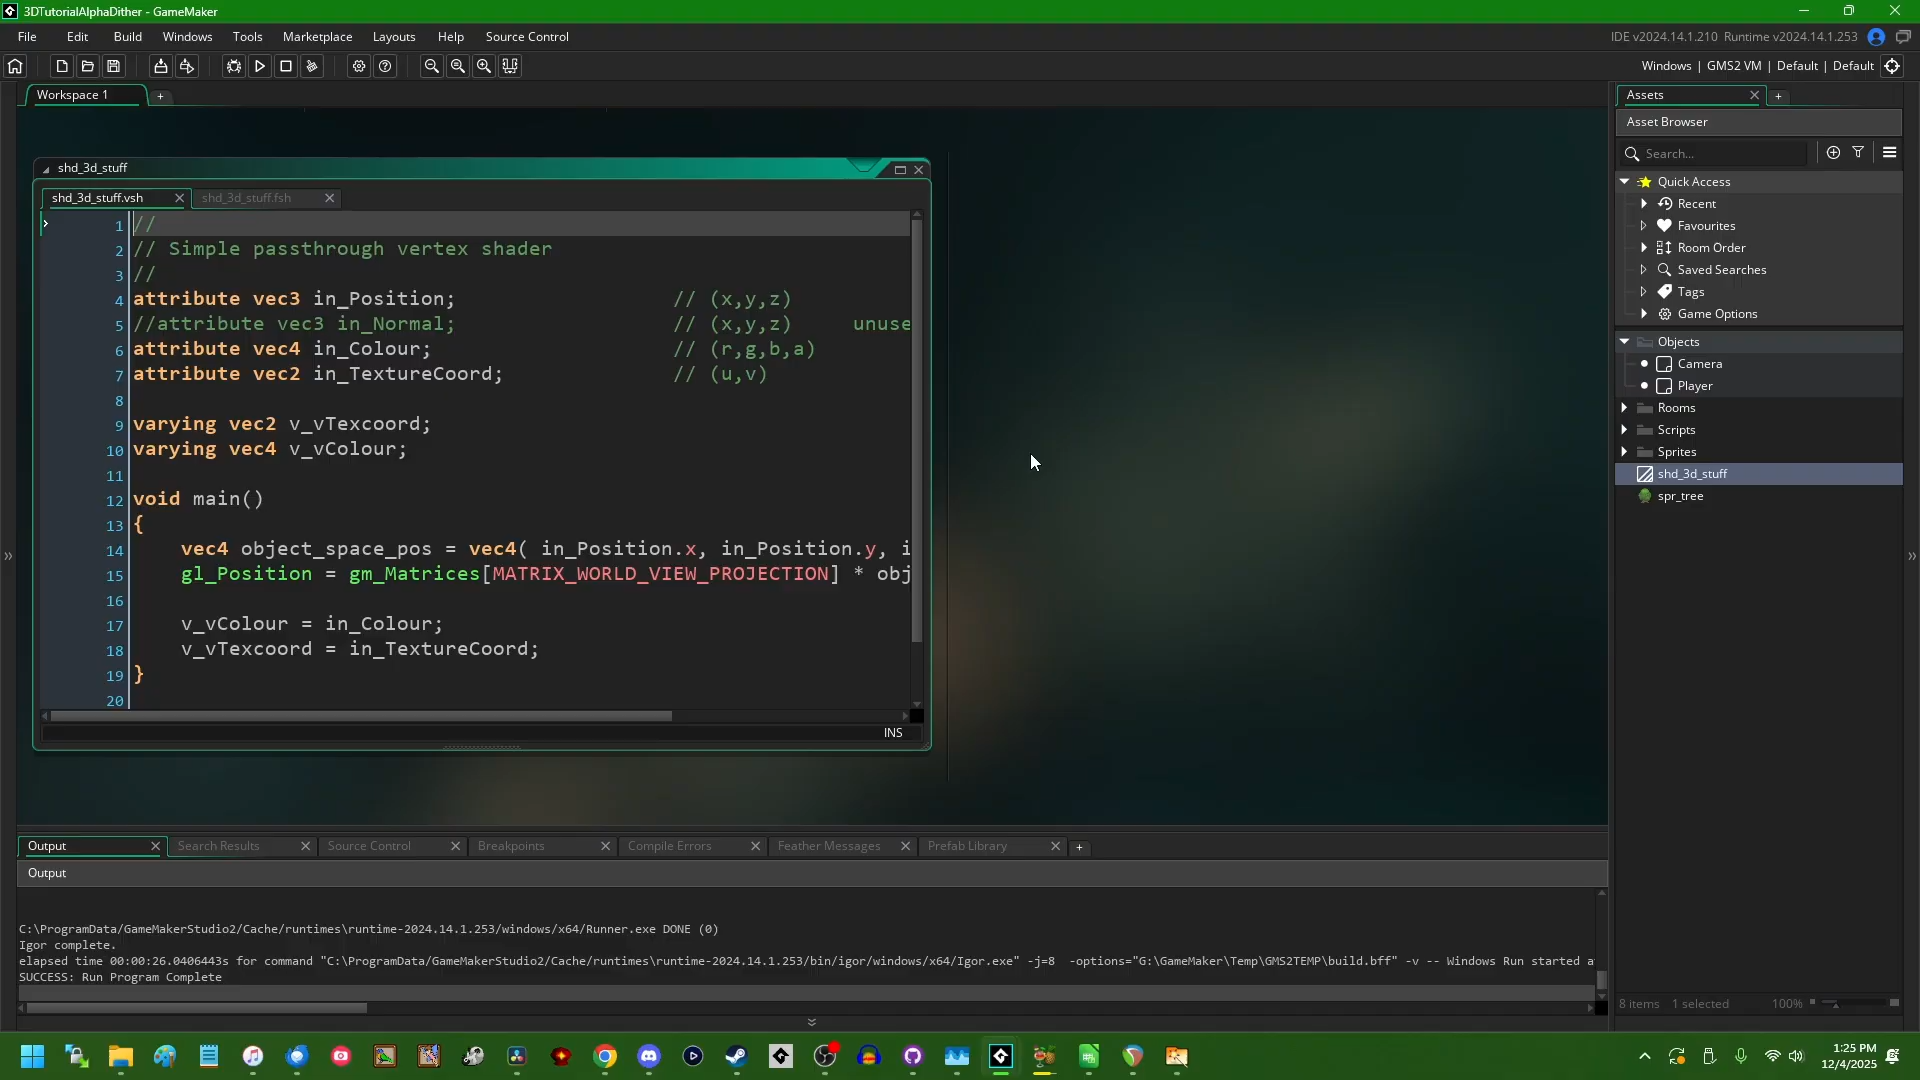 3DTutorialAlphaDither - GameMaker
File Edit Build Windows Tools Marketplace Layouts Help Source Control
IDE v2024.14.1.210 Runtime v2024.14.1.253
Windows | GMS2 VM | Default | Default
Workspace 1
shd_3d_stuff
shd_3d_stuff.vsh shd_3d_stuff.fsh
1 //
2 // Simple passthrough vertex shader
3 //
4 attribute vec3 in_Position; // (x,y,z)
5 //attribute vec3 in_Normal; // (x,y,z) unuse
6 attribute vec4 in_Colour; // (r,g,b,a)
7 attribute vec2 in_TextureCoord; // (u,v)
8
9 varying vec2 v_vTexcoord;
10 varying vec4 v_vColour;
11
12 void main()
13 {
14 vec4 object_space_pos = vec4( in_Position.x, in_Position.y, i
15 gl_Position = gm_Matrices[MATRIX_WORLD_VIEW_PROJECTION] * obj
16
17 v_vColour = in_Colour;
18 v_vTexcoord = in_TextureCoord;
19 }
20
INS
Assets
Asset Browser
Search...
Quick Access
Recent
Favourites
Room Order
Saved Searches
Tags
Game Options
Objects
Camera
Player
Rooms
Scripts
Sprites
shd_3d_stuff
spr_tree
8 items 1 selected 100%
Output Search Results Source Control Breakpoints Compile Errors Feather Messages Prefab Library
Output
C:\ProgramData/GameMakerStudio2/Cache/runtimes\runtime-2024.14.1.253/windows/x64/Runner.exe DONE (0)
Igor complete.
elapsed time 00:00:26.0406443s for command "C:\ProgramData/GameMakerStudio2/Cache/runtimes\runtime-2024.14.1.253/bin/igor/windows/x64/Igor.exe" -j=8 -options="G:\GameMaker\Temp\GMS2TEMP\build.bff" -v -- Windows Run started a
SUCCESS: Run Program Complete
1:25 PM
12/4/2025